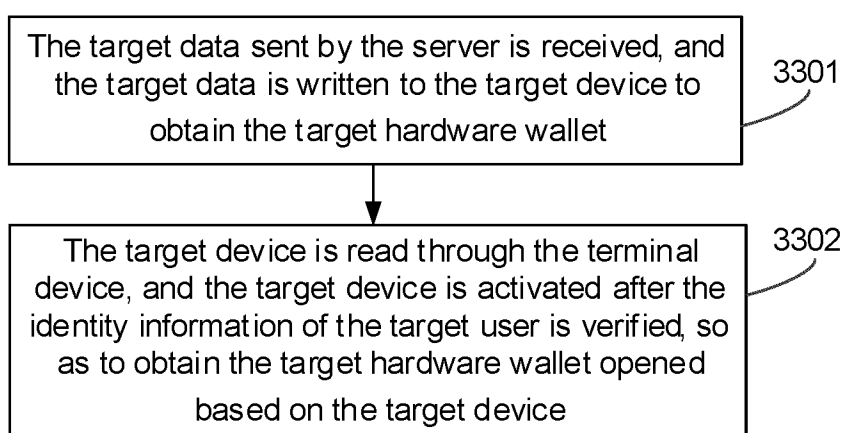 The target data sent by the server is received, and
the target data is written to the target device to
obtain the target hardware wallet
3301
The target device is read through the terminal
device, and the target device is activated after the
identity information of the target user is verified, so
as to obtain the target hardware wallet opened
based on the target device
3302